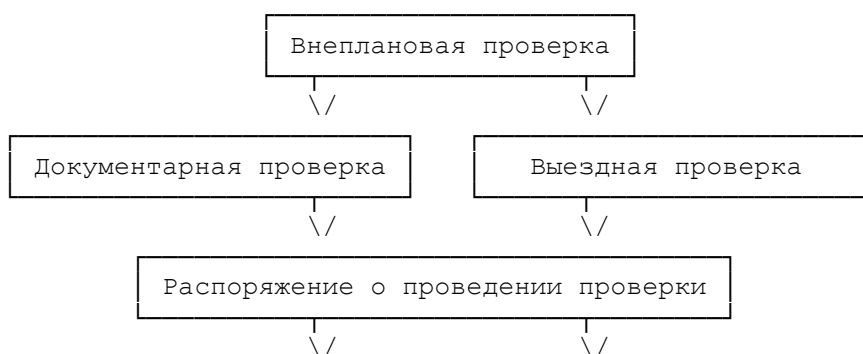 Внеплановая проверка
Документарная проверка Выездная проверка
Распоряжение о проведении проверки